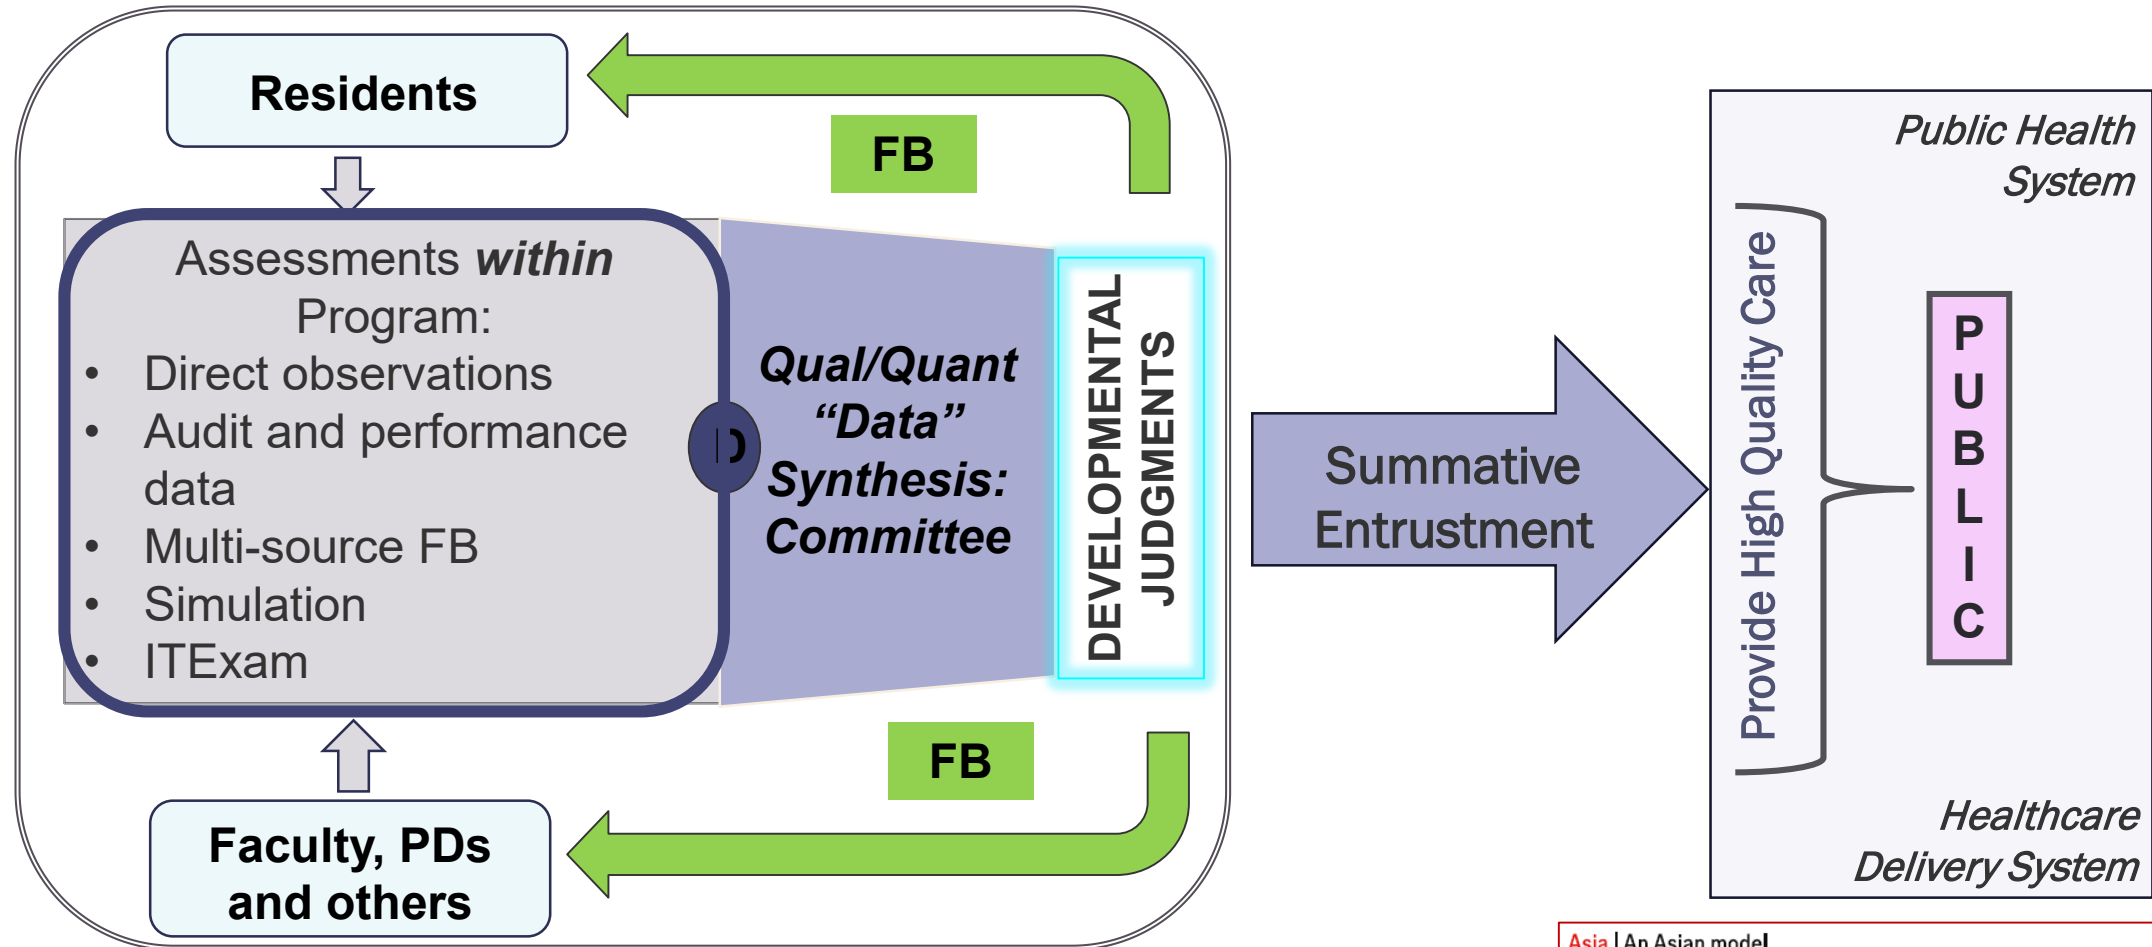 Residents
FB
Assessments within
Program:
• Direct observations
• Audit and performance
data
• Multi-source FB
• Simulation
• ITExam
D
Qual/Quant
“Data”
Synthesis:
Committee
DEVELOPMENTAL
JUDGMENTS
FB
Faculty, PDs
and others
Summative
Entrustment
Public Health
System
Provide High Quality Care
PUBLIC
Healthcare
Delivery System
Asia | An Asian model